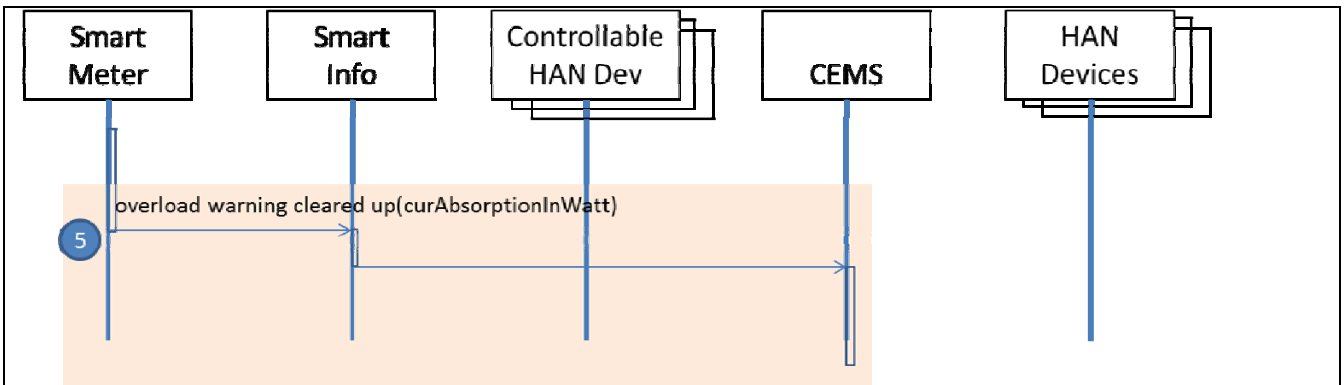 Smart
Meter
Smart
Info
Controllable
HAN Dev
CEMS
HAN
Devices
overload warning cleared up(curAbsorptionInWatt)
5